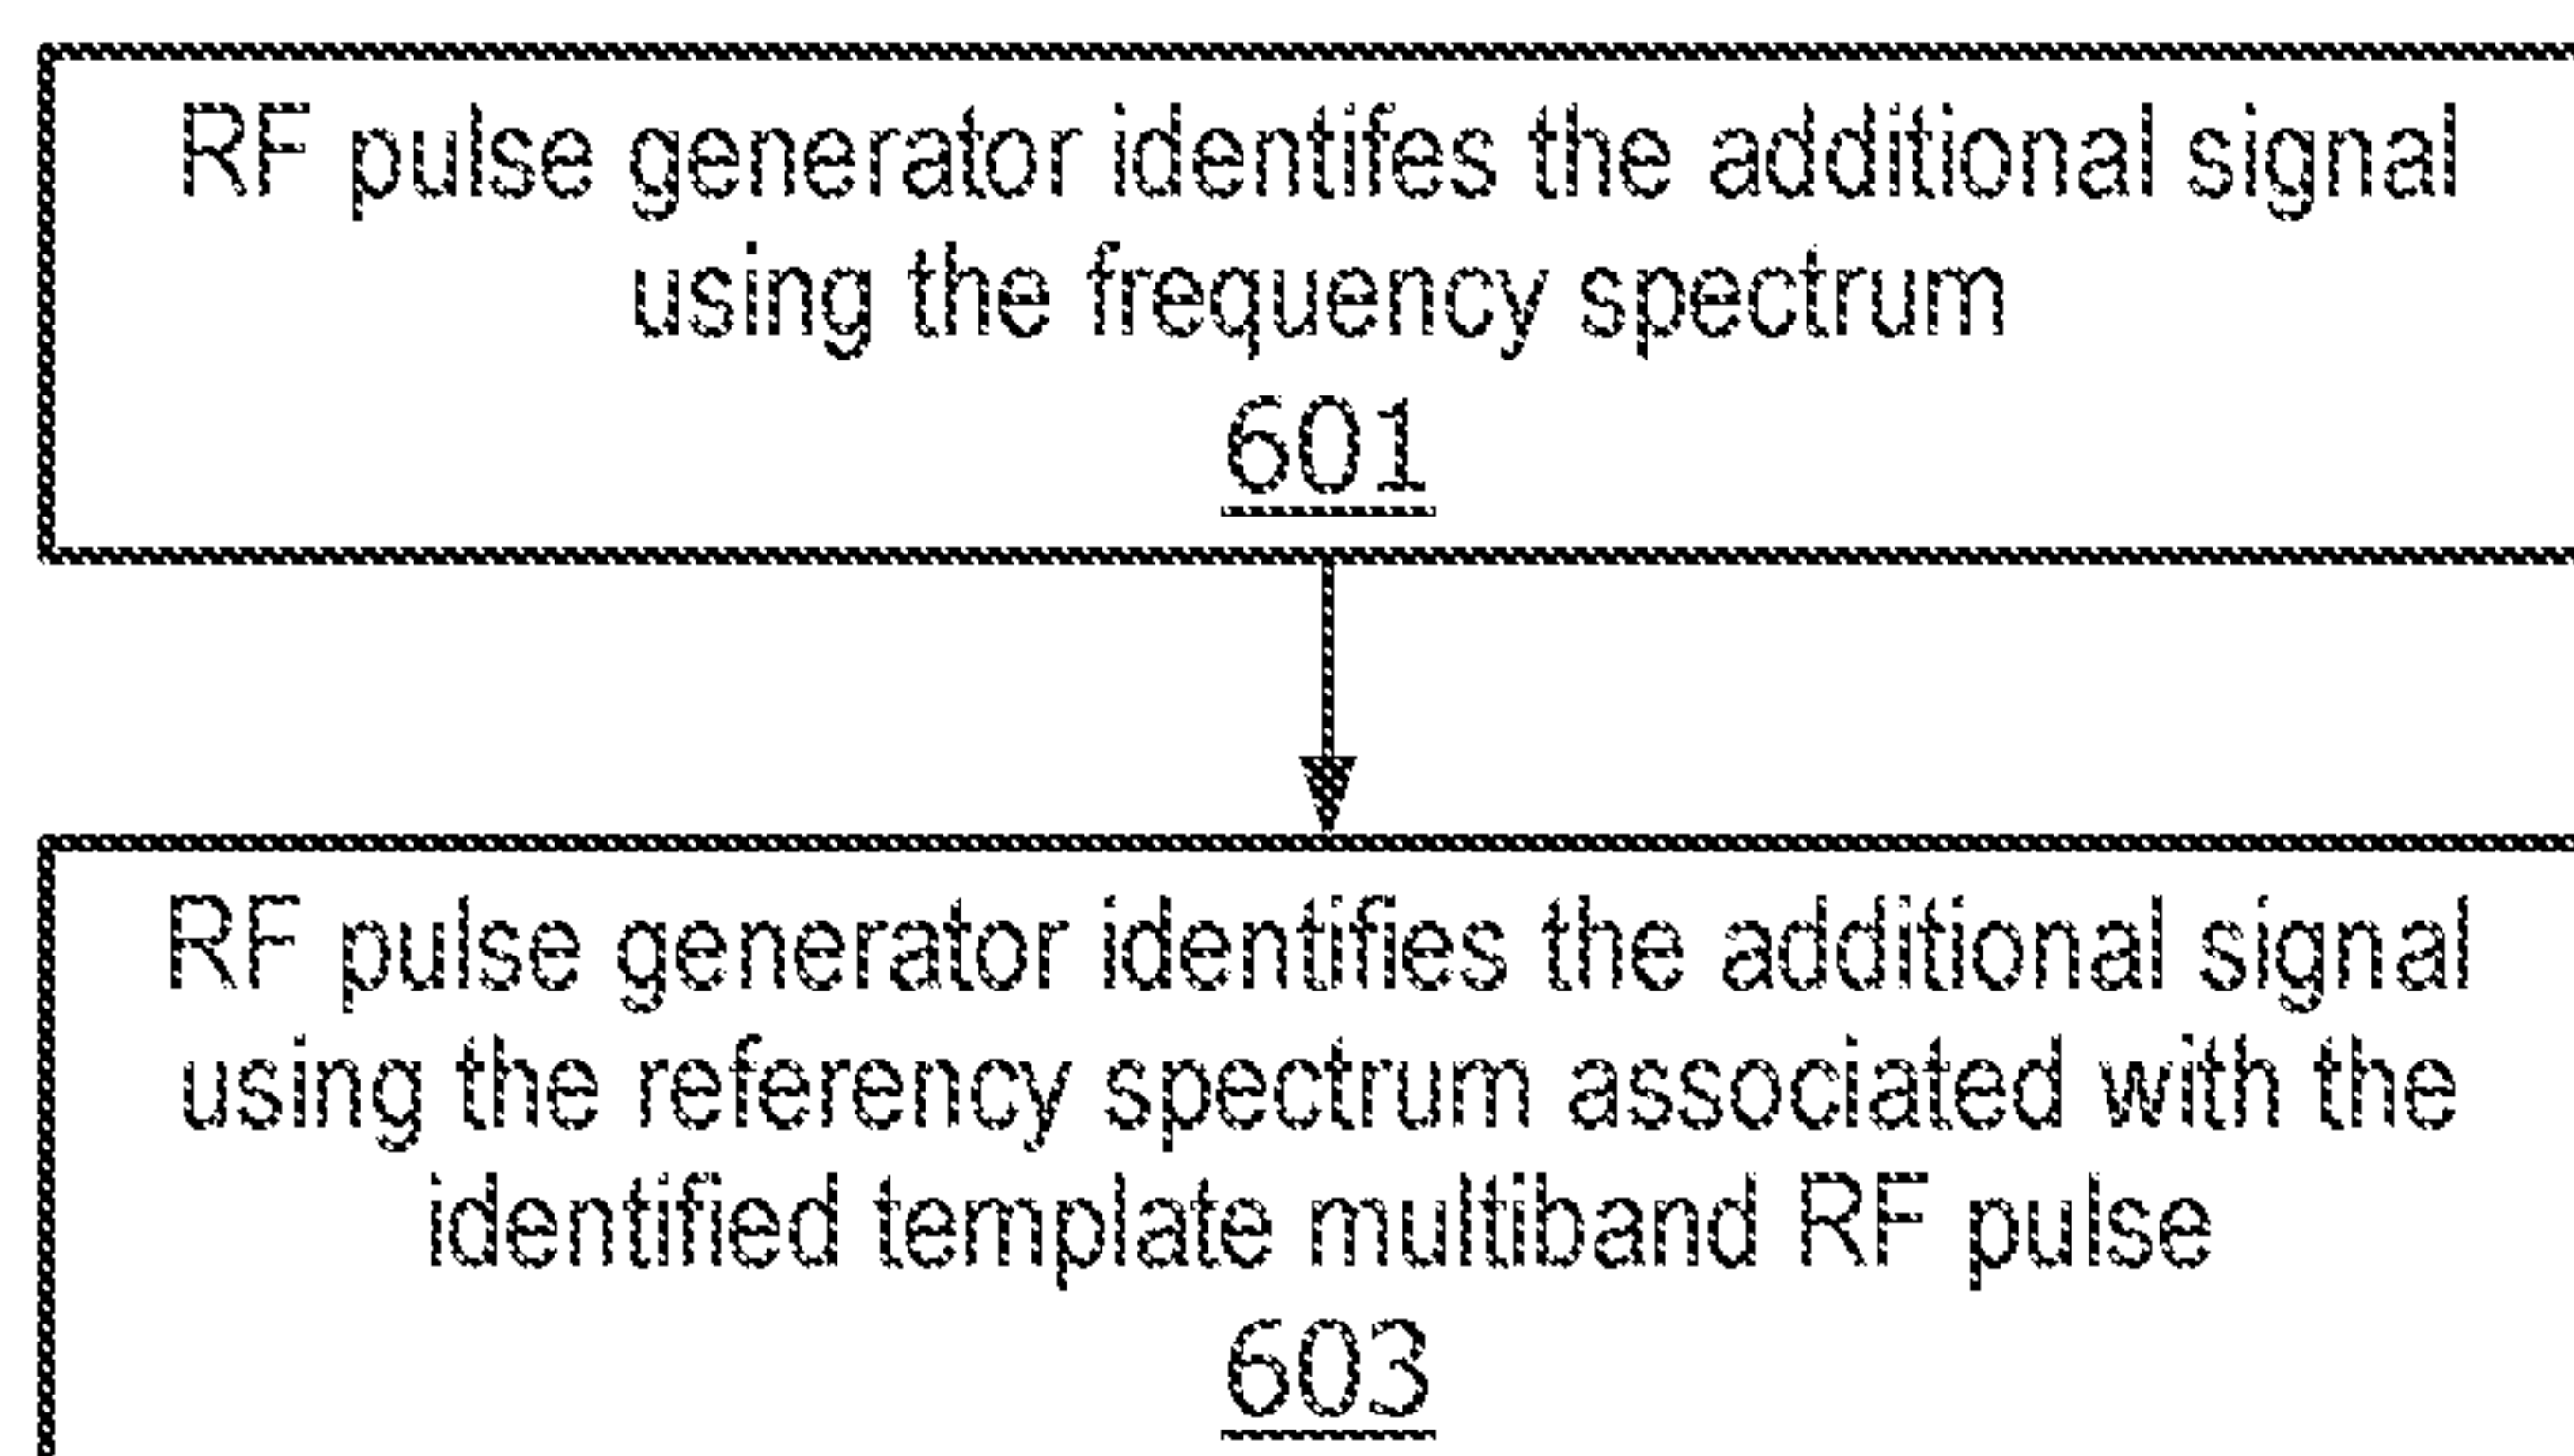 RF pulse generator identifes the additional signal
using the frequency spectrum
601
RF pulse generator identifies the additional signal
using the referency spectrum associated with the
identified template multiband RF pulse
603